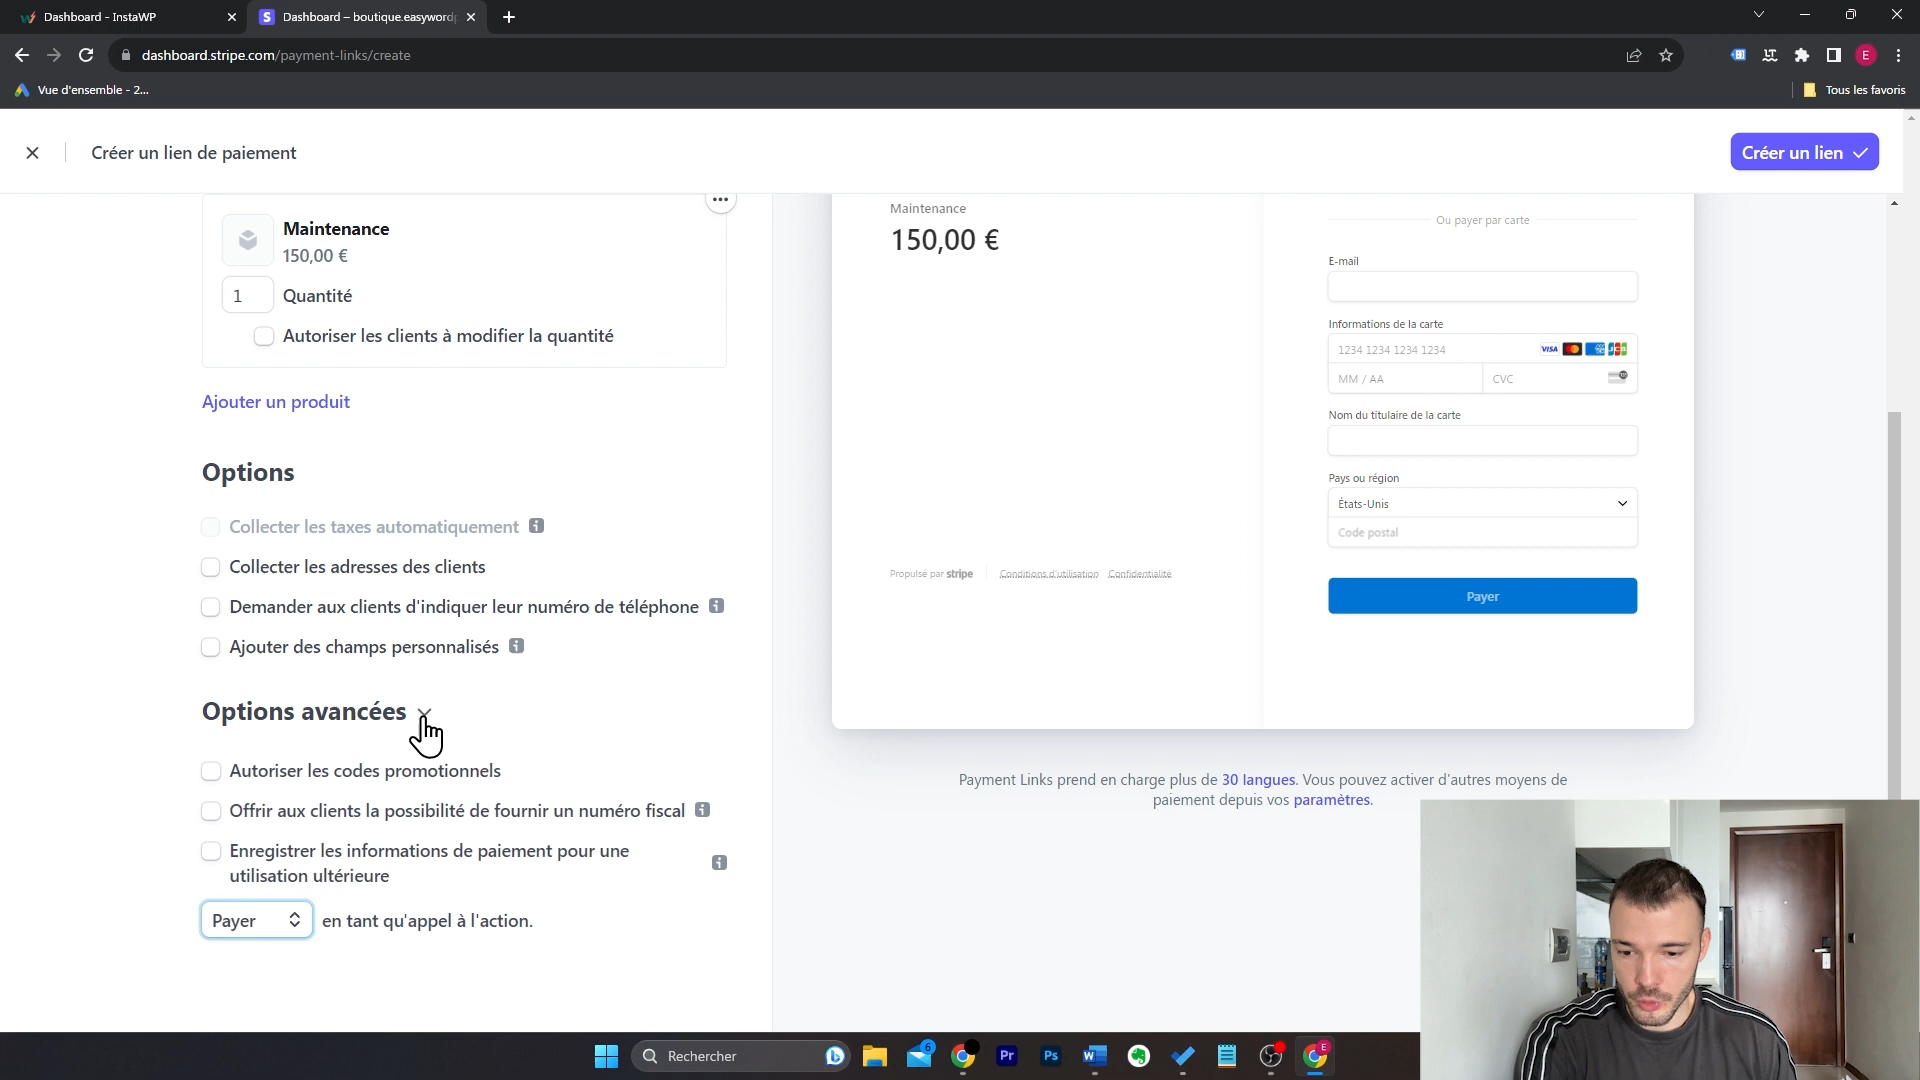 Dashboard - InstaWP
Dashboard – boutique.easywordp
dashboard.stripe.com/payment-links/create
E
Vue d'ensemble - 2...
Tous les favoris
Créer un lien de paiement
Créer un lien
Maintenance
150,00 €
1
Quantité
Autoriser les clients à modifier la quantité
Ajouter un produit
Options
Collecter les taxes automatiquement
Collecter les adresses des clients
Demander aux clients d'indiquer leur numéro de téléphone
Ajouter des champs personnalisés
Options avancées
Autoriser les codes promotionnels
Offrir aux clients la possibilité de fournir un numéro fiscal
Enregistrer les informations de paiement pour une
utilisation ultérieure
Payer
en tant qu'appel à l'action.
Maintenance
150,00 €
Propulsé par stripe
Conditions d'utilisation
Confidentialité
Ou payer par carte
E-mail
Informations de la carte
1234 1234 1234 1234
VISA
JCB
MM / AA
CVC
Nom du titulaire de la carte
Pays ou région
États-Unis
Code postal
Payer
Payment Links prend en charge plus de 30 langues. Vous pouvez activer d'autres moyens de
paiement depuis vos paramètres.
Rechercher
6
Pr
Ps
E